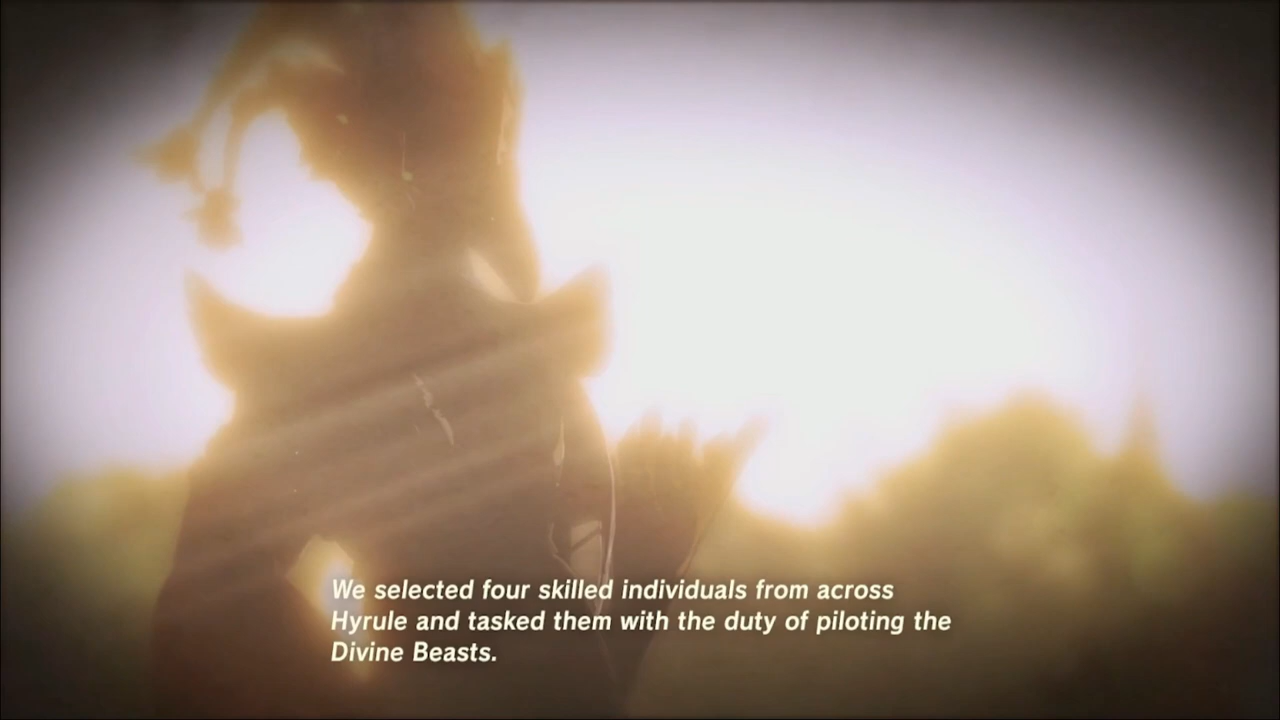 We selected four skilled individuals from across
Hyrule and tasked them with the duty of piloting the
Divine Beasts.